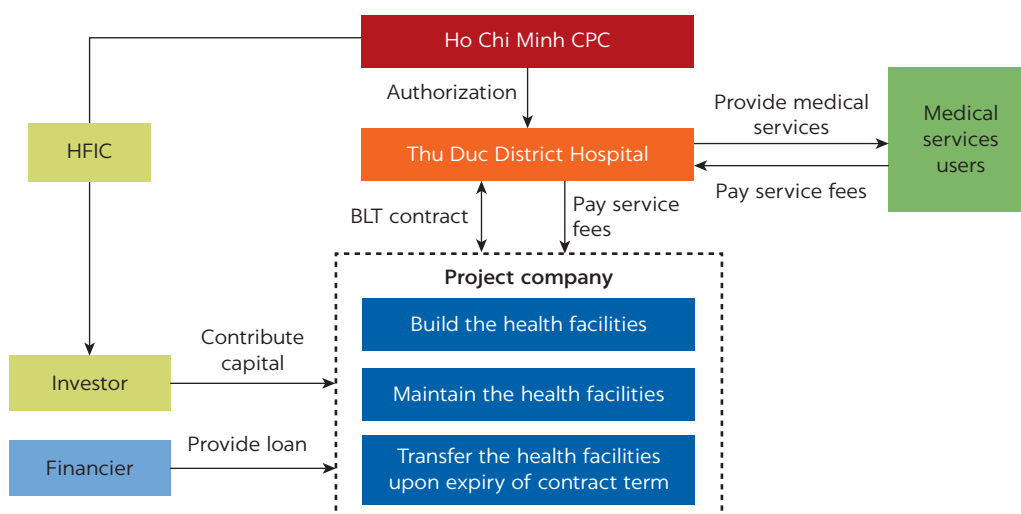 Ho Chi Minh CPC
Authorization
HFIC
Thu Duc District Hospital
Provide medical
services
Pay service fees
Medical
services
users
BLT contract
Pay service
fees
Project company
Build the health facilities
Maintain the health facilities
Transfer the health facilities
upon expiry of contract term
Investor
Contribute
capital
Financier
Provide loan